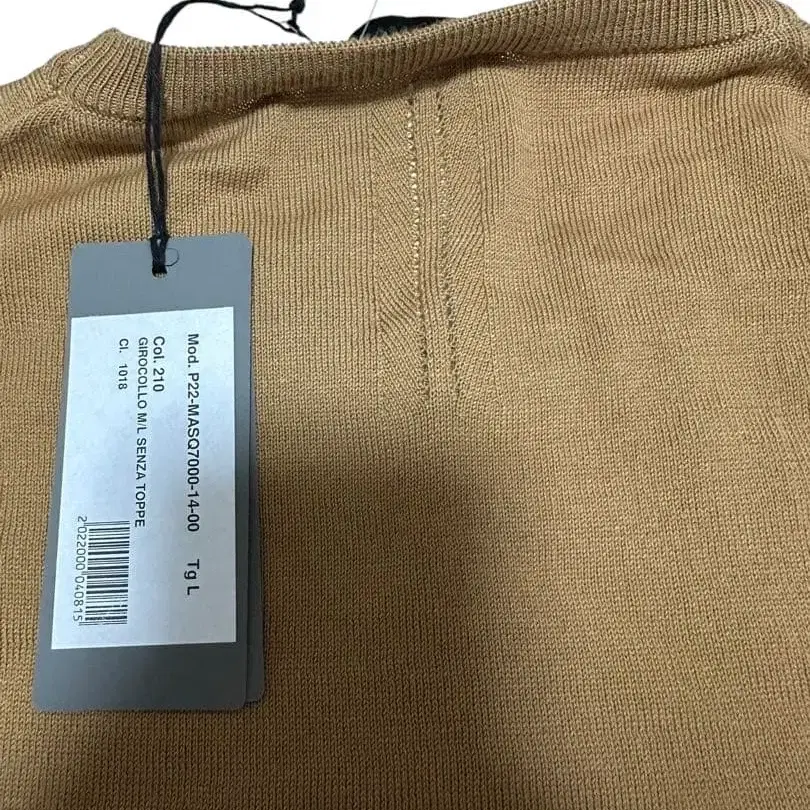 Mod. P22-MASQ7000-14-00 Tg L
Col. 210
GIROCOLLO M/L SENZA TOPPE
Cl. 1018
2022000040815